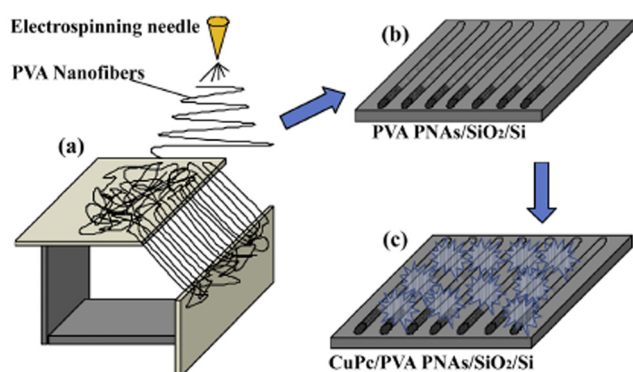 Electrospinning needle
PVA Nanofibers
(a)
(b)
PVA PNAs/SiO₂/Si
(c)
CuPc/PVA PNAs/SiO₂/Si